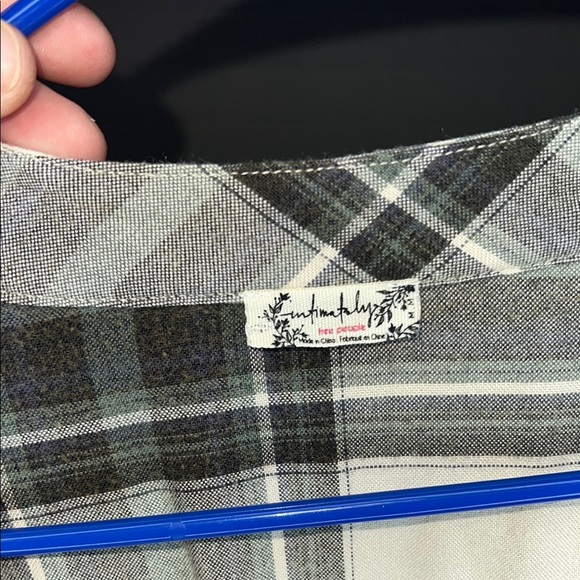 intimately
free people
Made in China . Fabriqué en Chine
M